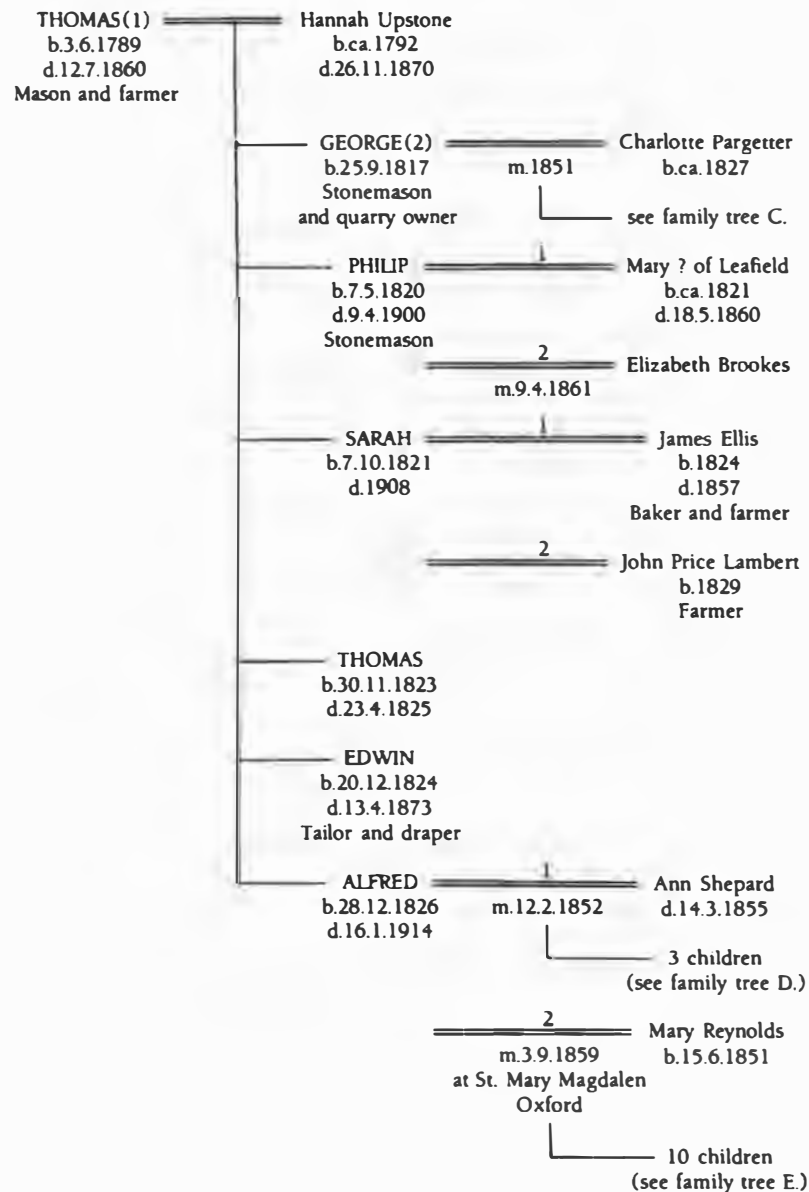 THOMAS(1) Hannah Upstone
b.3.6.1789 b.ca.1792
d.12.7.1860 d.26.11.1870
Mason and farmer
GEORGE(2) Charlotte Pargetter
b.25.9.1817 m.1851 b.ca.1827
Stonemason
and quarry owner see family tree C.
1
PHILIP Mary ? of Leafield
b.7.5.1820 b.ca.1821
d.9.4.1900 d.18.5.1860
Stonemason
2
Elizabeth Brookes
m.9.4.1861
1
SARAH James Ellis
b.7.10.1821 b.1824
d.1908 d.1857
Baker and farmer
2
John Price Lambert
b.1829
Farmer
THOMAS
b.30.11.1823
d.23.4.1825
EDWIN
b.20.12.1824
d.13.4.1873
Tailor and draper
1
ALFRED Ann Shepard
b.28.12.1826 m.12.2.1852 d.14.3.1855
d.16.1.1914
3 children
(see family tree D.)
2
Mary Reynolds
m.3.9.1859 b.15.6.1851
at St. Mary Magdalen
Oxford
10 children
(see family tree E.)